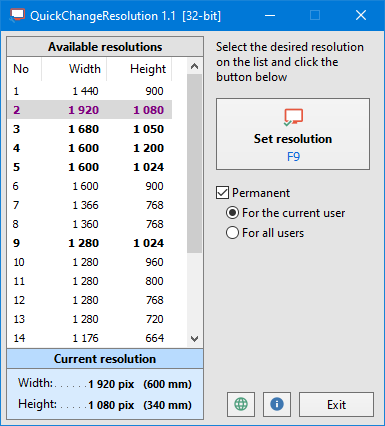 QuickChangeResolution 1.1 [32-bit]
Available resolutions
No Width Height
1 1 440 900
2 1 920 1 080
3 1 680 1 050
4 1 600 1 200
5 1 600 1 024
6 1 600 900
7 1 366 768
8 1 360 768
9 1 280 1 024
10 1 280 960
11 1 280 800
12 1 280 768
13 1 280 720
14 1 176 664
Current resolution
Width:......1 920 pix (600 mm)
Height:.....1 080 pix (340 mm)
Select the desired resolution
on the list and click the
button below
Set resolution
F9
Permanent
For the current user
For all users
Exit